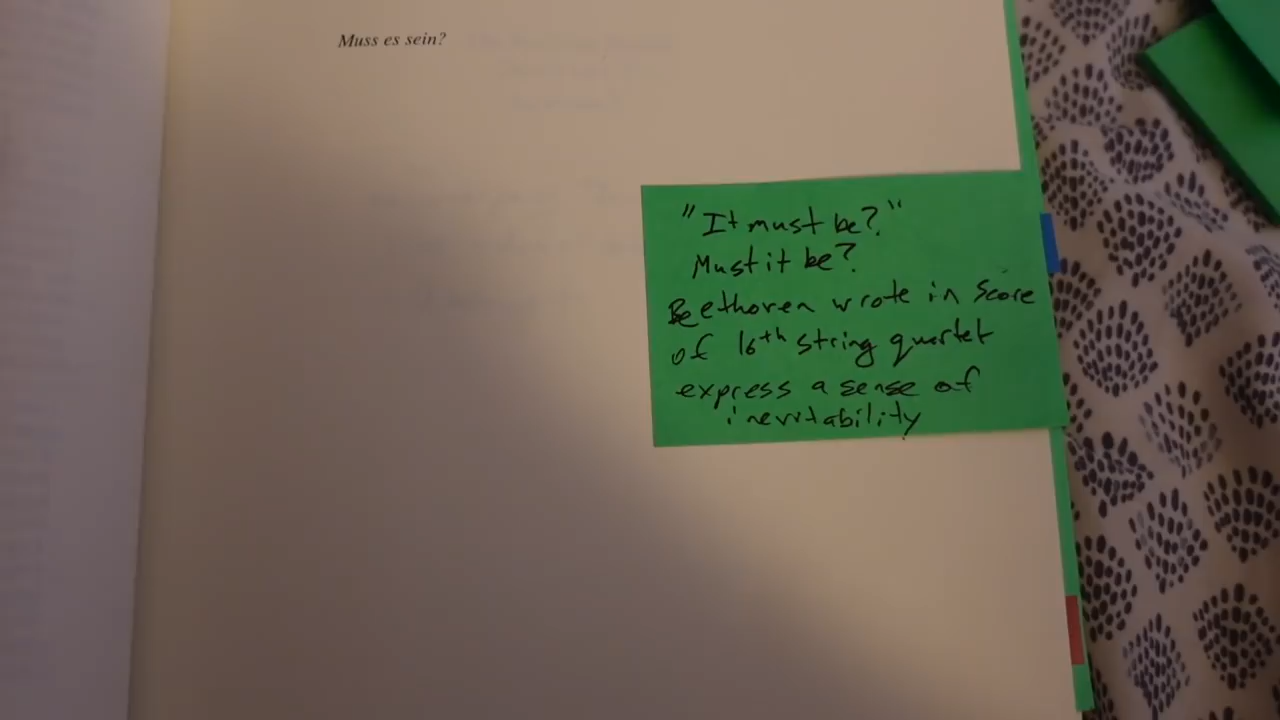 Muss es sein?
"It must be?"
Must it be?
Beethoven wrote in score
of 16th string quartet
express a sense of
inevitability